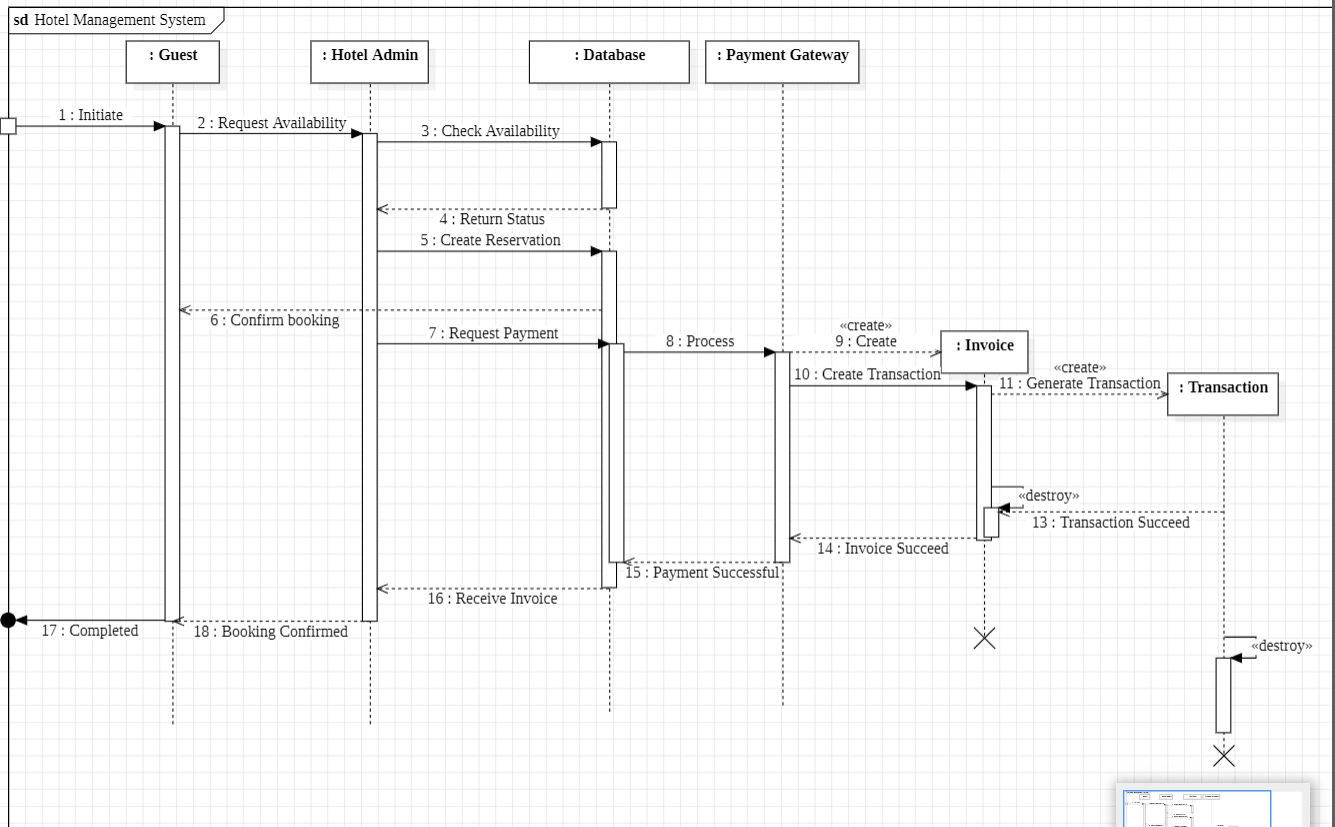 sd Hotel Management System
: Guest
: Hotel Admin
: Database
: Payment Gateway
1 : Initiate
2 : Request Availability
3 : Check Availability
4 : Return Status
5 : Create Reservation
6 : Confirm booking
7 : Request Payment
8 : Process
«create»
9 : Create
: Invoice
10 : Create Transaction
«create»
11 : Generate Transaction
: Transaction
«destroy»
13 : Transaction Succeed
14 : Invoice Succeed
15 : Payment Successful
16 : Receive Invoice
17 : Completed
18 : Booking Confirmed
«destroy»